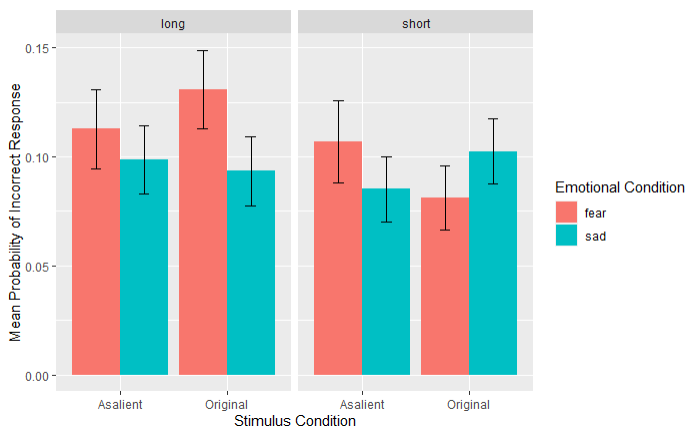 long
short
Mean Probability of Incorrect Response
0.15
0.10
0.05
0.00
Asalient
Original
Asalient
Original
Stimulus Condition
Emotional Condition
fear
sad